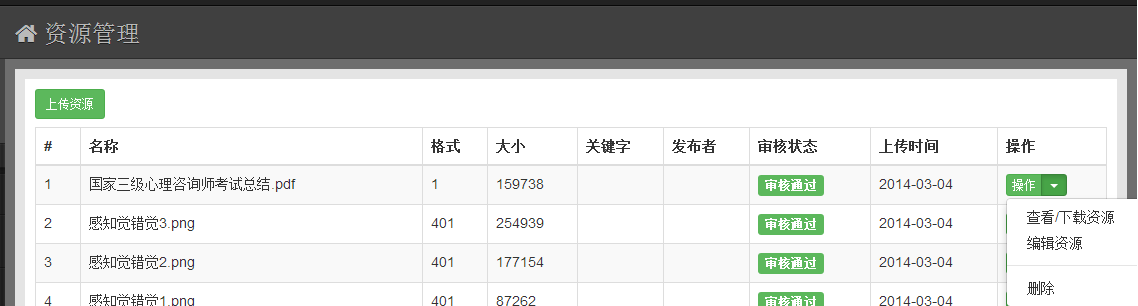 资源管理
上传资源
# 名称 格式 大小 关键字 发布者 审核状态 上传时间 操作
1 国家三级心理咨询师考试总结.pdf 1 159738 审核通过 2014-03-04 操作
2 感知觉错觉3.png 401 254939 审核通过 2014-03-04
查看/下载资源
编辑资源
3 感知觉错觉2.png 401 177154 审核通过 2014-03-04
删除
4 感知觉错觉1.png 401 87262 审核通过 2014-03-04